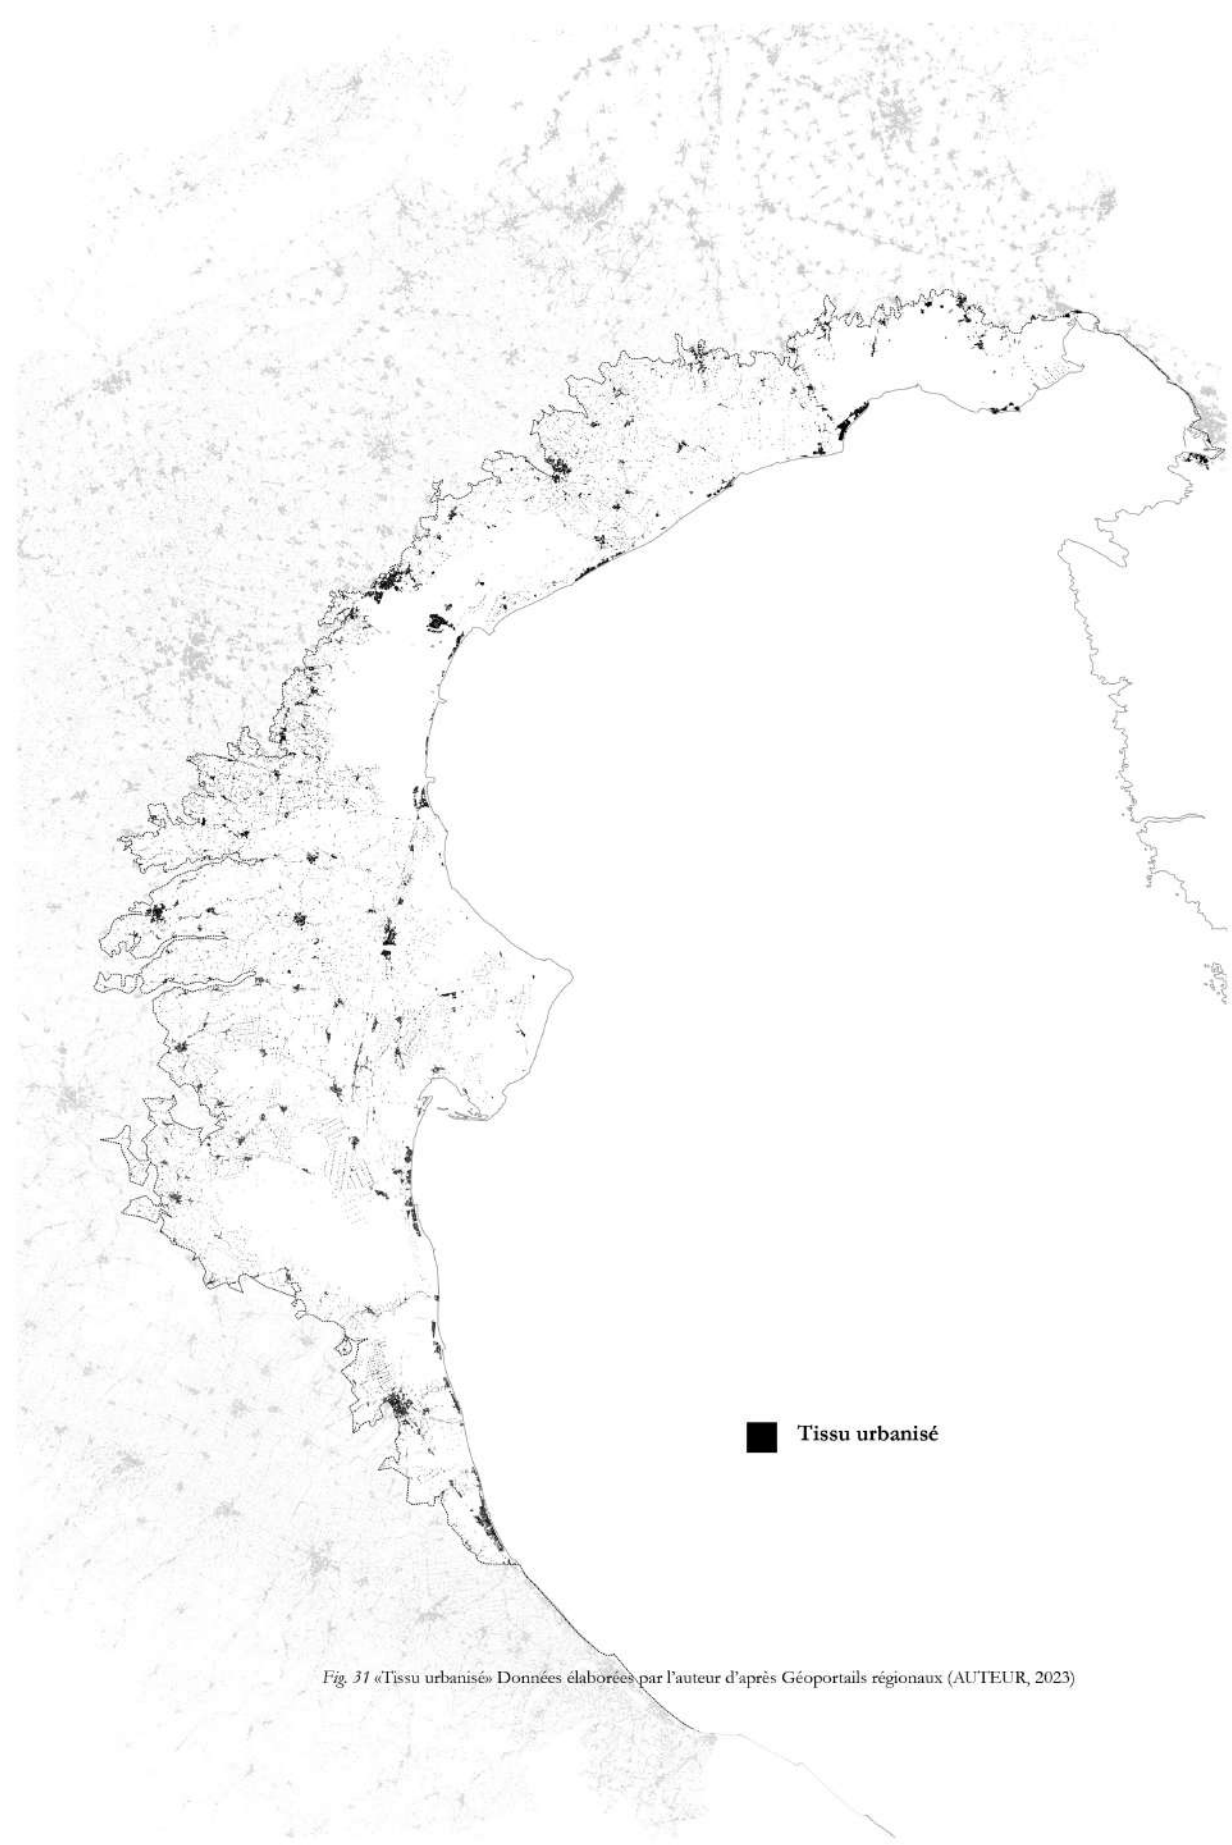 Tissu urbanisé
Fig. 31 «Tissu urbanisé» Données élaborées par l'auteur d'après Géoportails régionaux (AUTEUR, 2023)